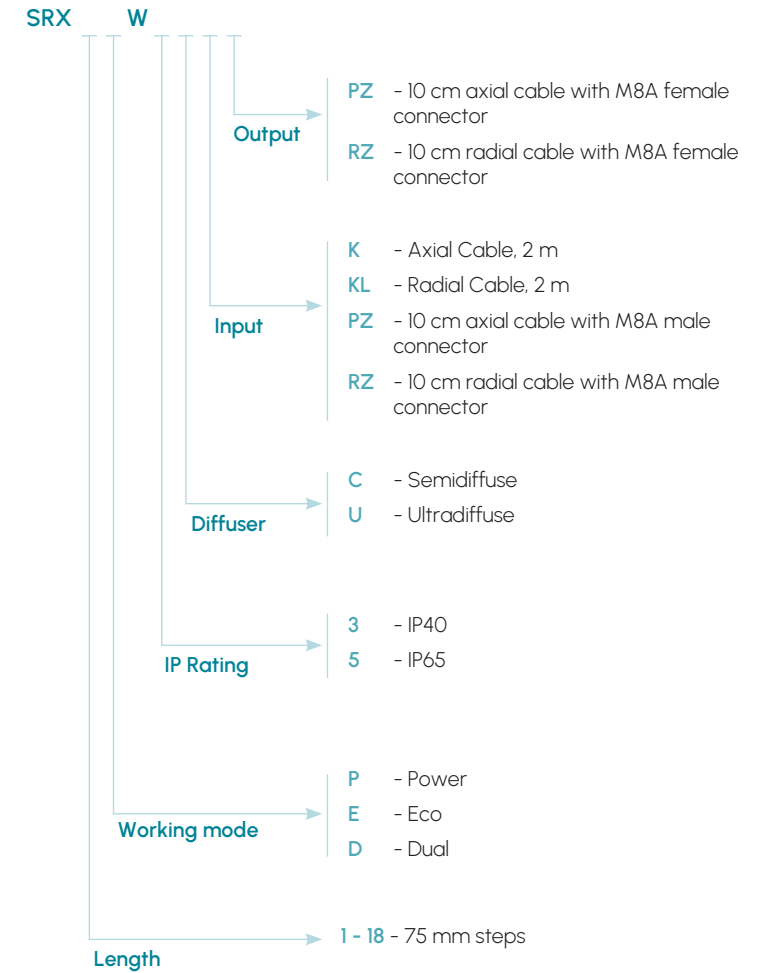 SRX W
PZ - 10 cm axial cable with M8A female
connector
Output
RZ - 10 cm radial cable with M8A female
connector
K - Axial Cable, 2 m
KL - Radial Cable, 2 m
Input
PZ - 10 cm axial cable with M8A male
connector
RZ - 10 cm radial cable with M8A male
connector
C - Semidiffuse
U - Ultradiffuse
Diffuser
3 - IP40
5 - IP65
IP Rating
P - Power
E - Eco
Working mode
D - Dual
1 - 18 - 75 mm steps
Length